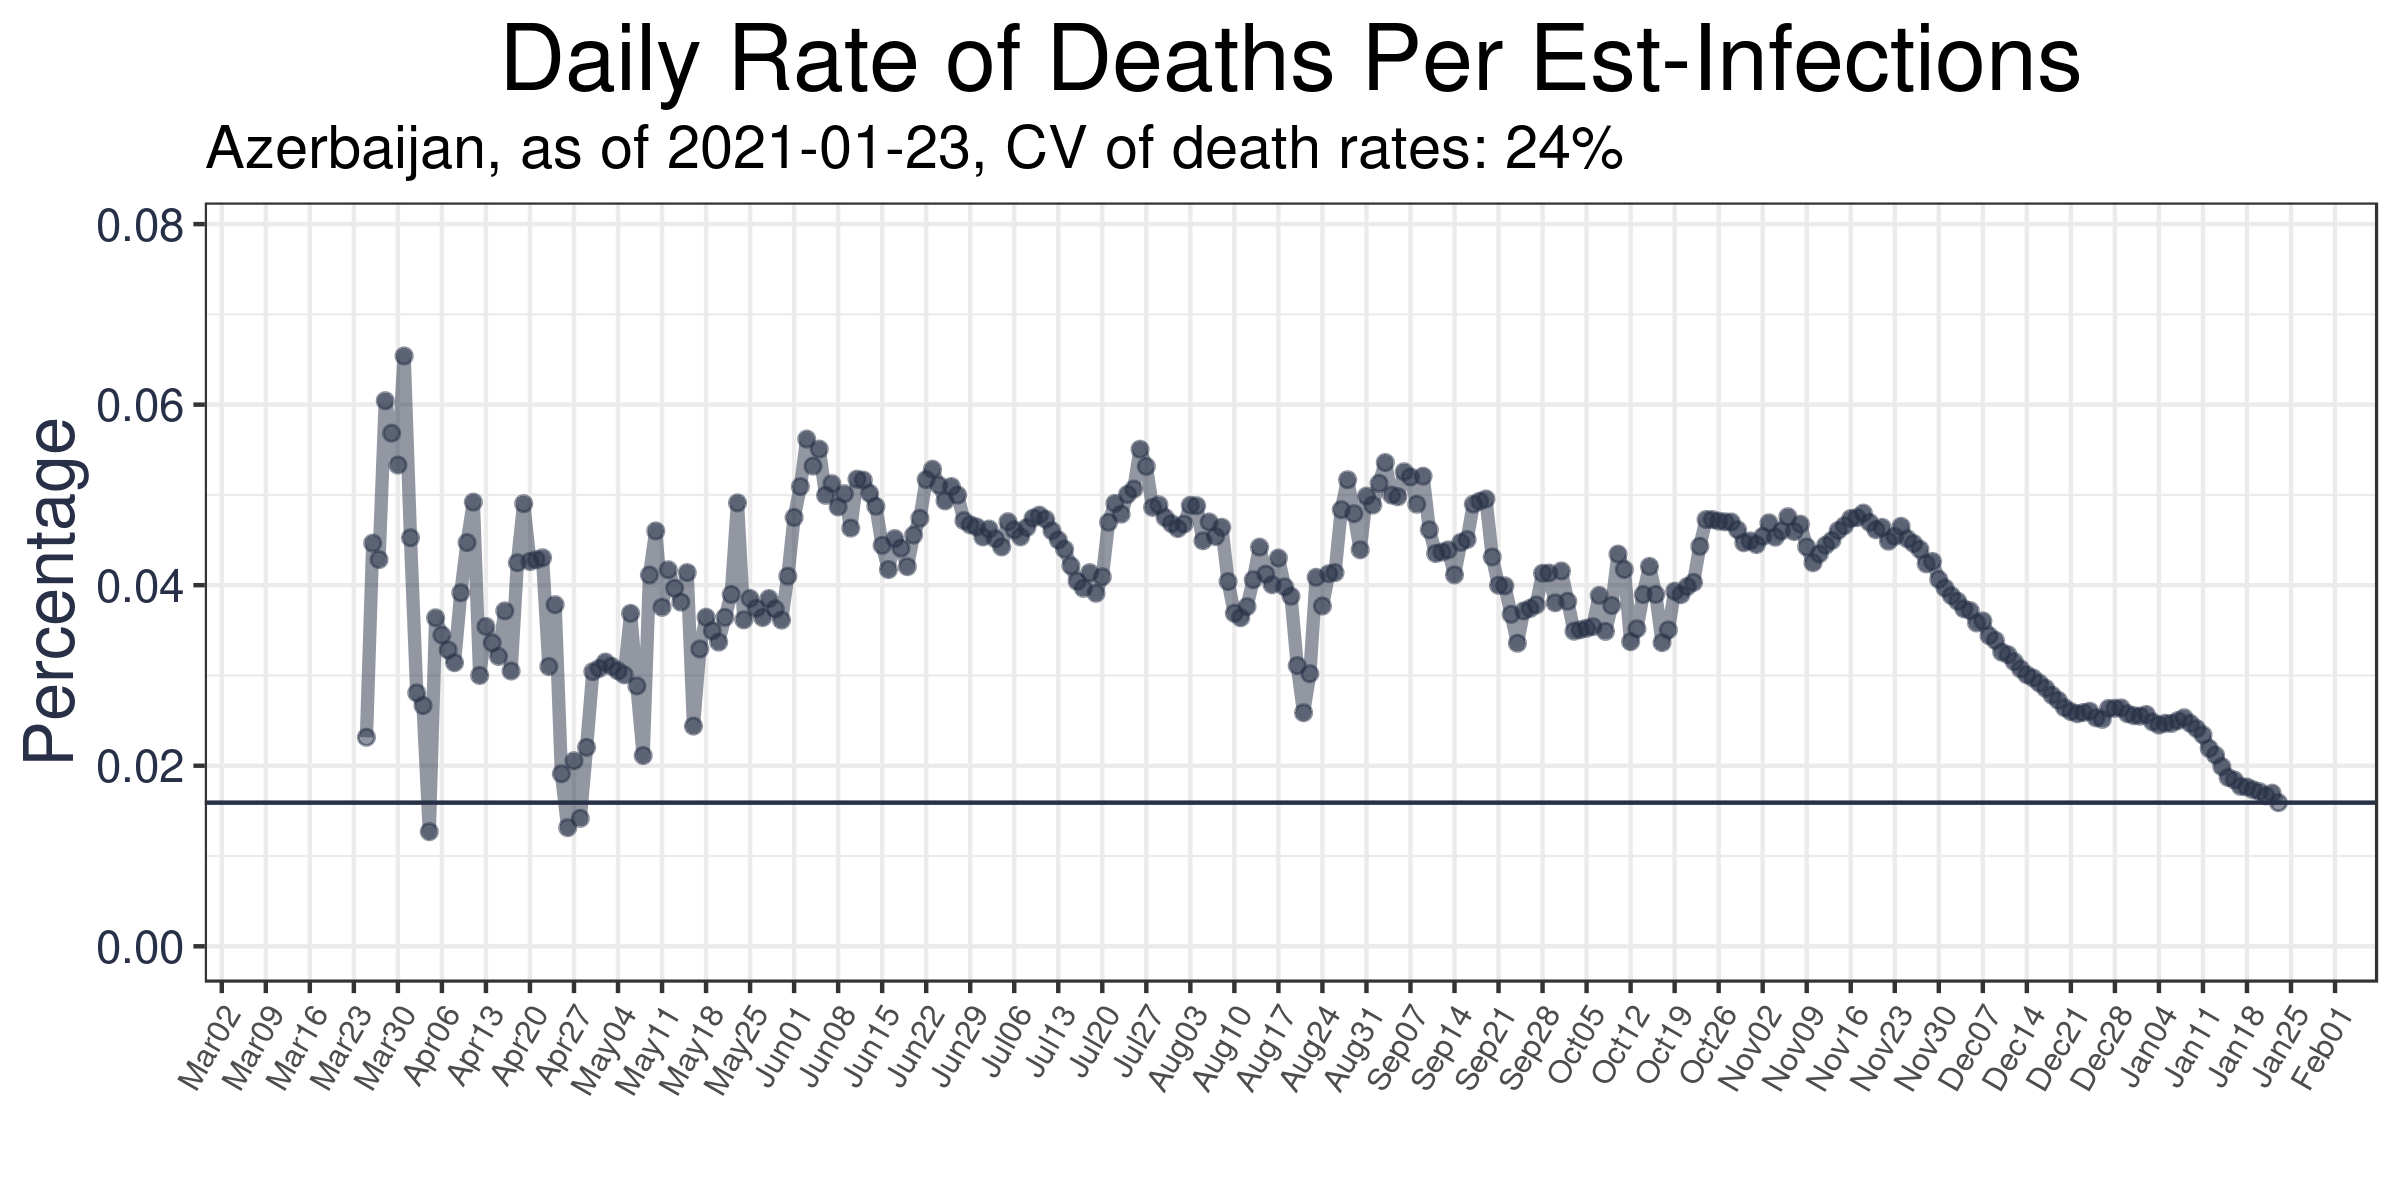 Daily Rate of Deaths Per Est-Infections
Azerbaijan, as of 2021-01-23, CV of death rates: 24%
Percentage
0.08
0.06
0.04
0.02
0.00
Mar02
Mar09
Mar16
Mar23
Mar30
Apr06
Apr13
Apr20
Apr27
May04
May11
May18
May25
Jun01
Jun08
Jun15
Jun22
Jun29
Jul06
Jul13
Jul20
Jul27
Aug03
Aug10
Aug17
Aug24
Aug31
Sep07
Sep14
Sep21
Sep28
Oct05
Oct12
Oct19
Oct26
Nov02
Nov09
Nov16
Nov23
Nov30
Dec07
Dec14
Dec21
Dec28
Jan04
Jan11
Jan18
Jan25
Feb01